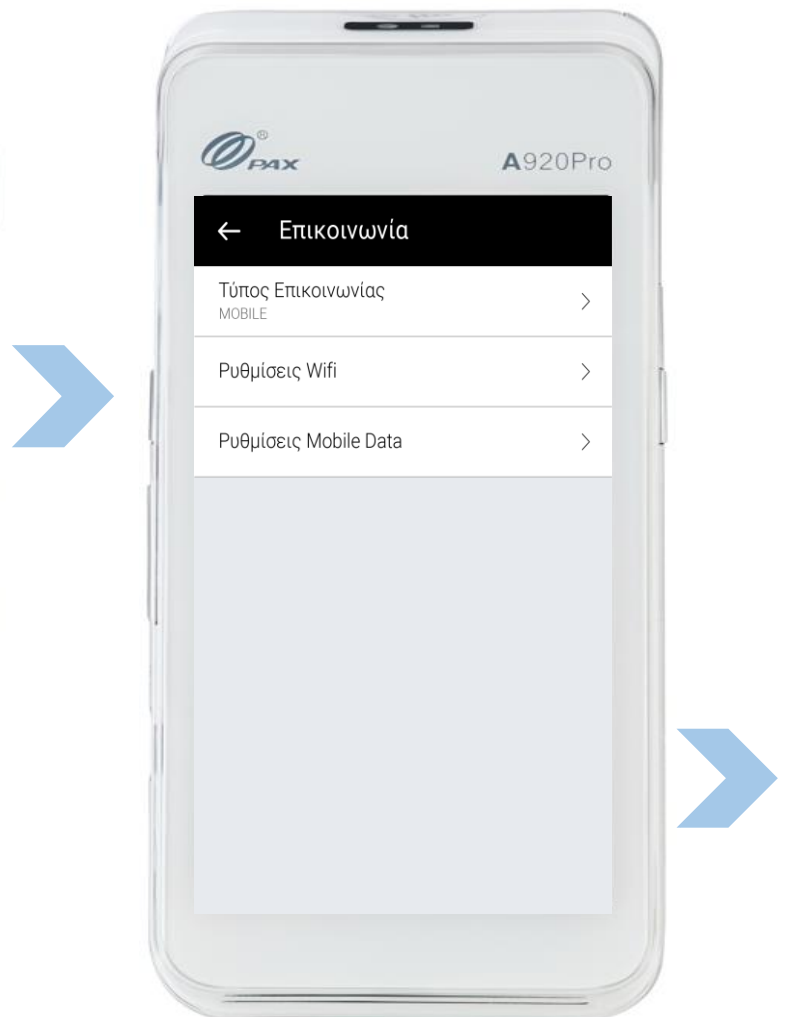 PAX®
A920Pro
← Επικοινωνία
Τύπος Επικοινωνίας
MOBILE
Ρυθμίσεις Wifi
Ρυθμίσεις Mobile Data